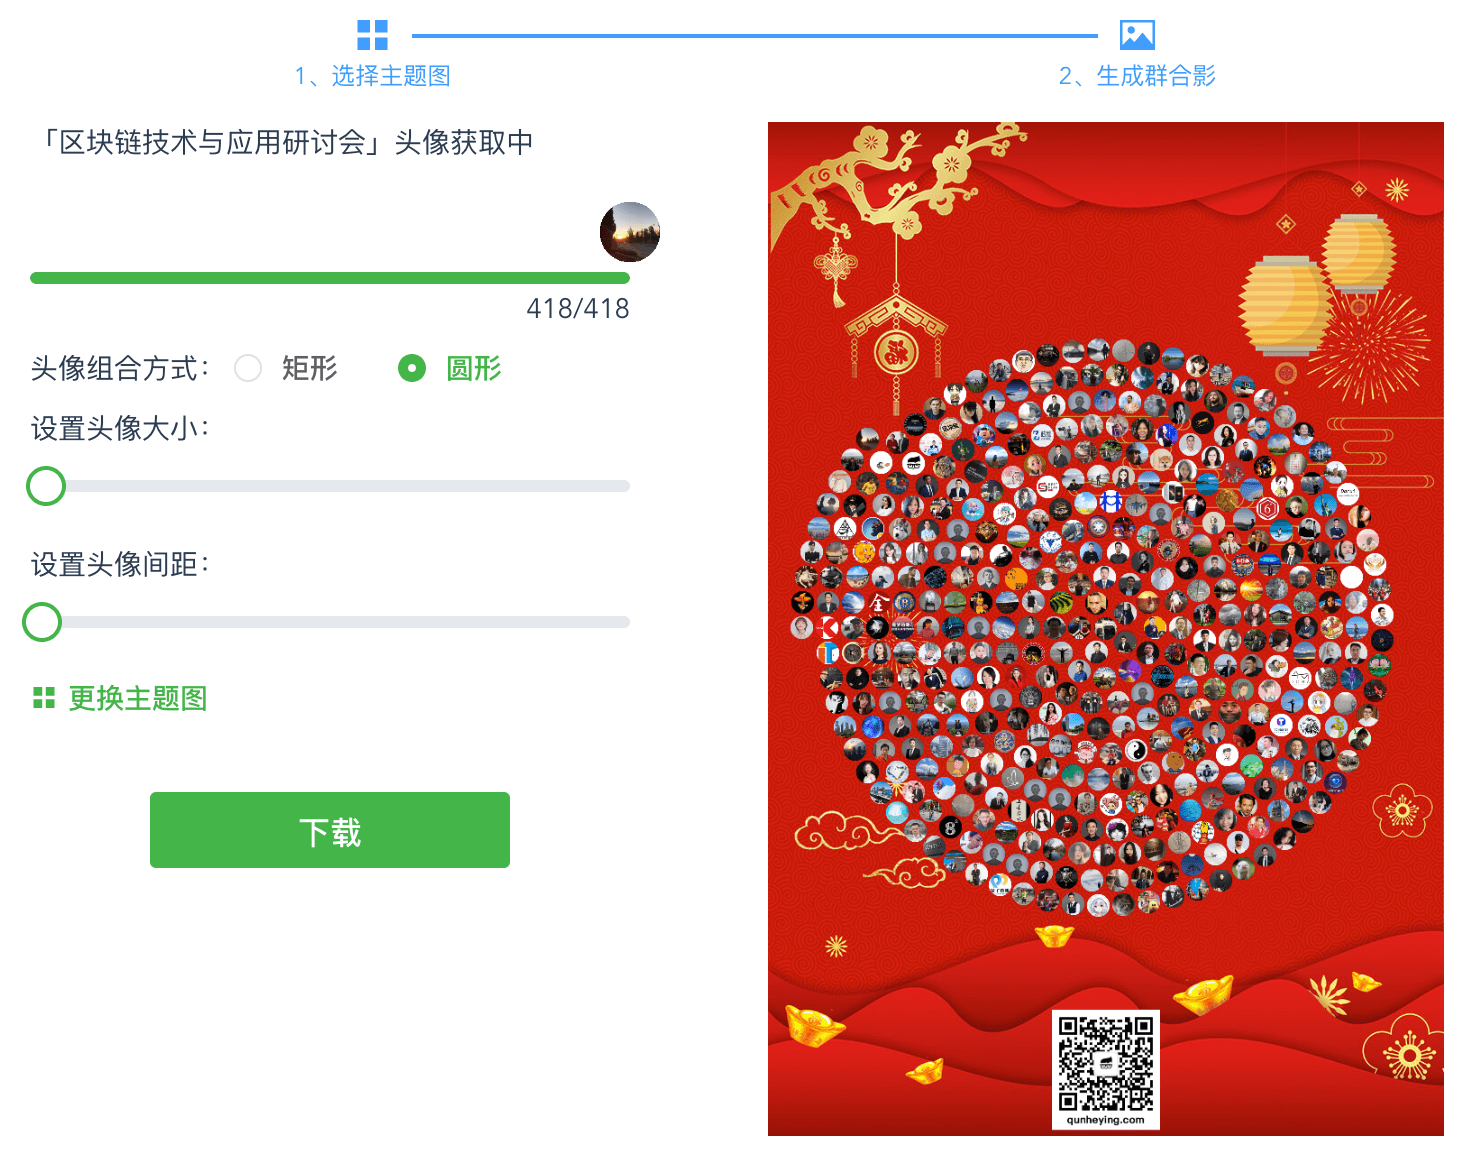 1、选择主题图
2、生成群合影
「区块链技术与应用研讨会」头像获取中
418/418
头像组合方式:
矩形
圆形
设置头像大小:
设置头像间距:
更换主题图
下载
qunheying.com